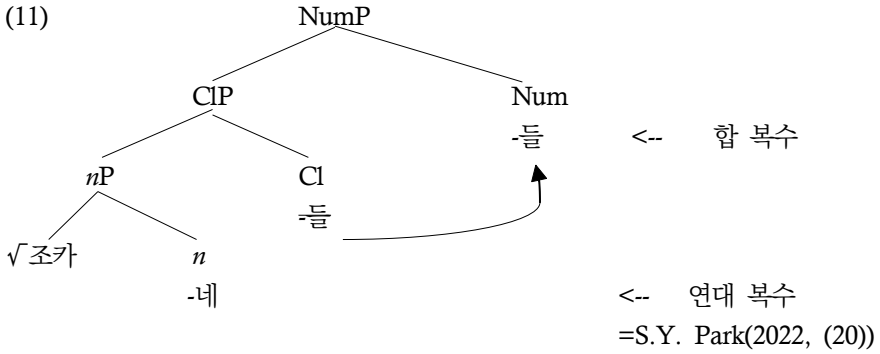 (11) NumP
ClP Num
-들 <-- 합 복수
nP Cl
-들
√조카 n
-네 <-- 연대 복수
=S.Y. Park(2022, (20))